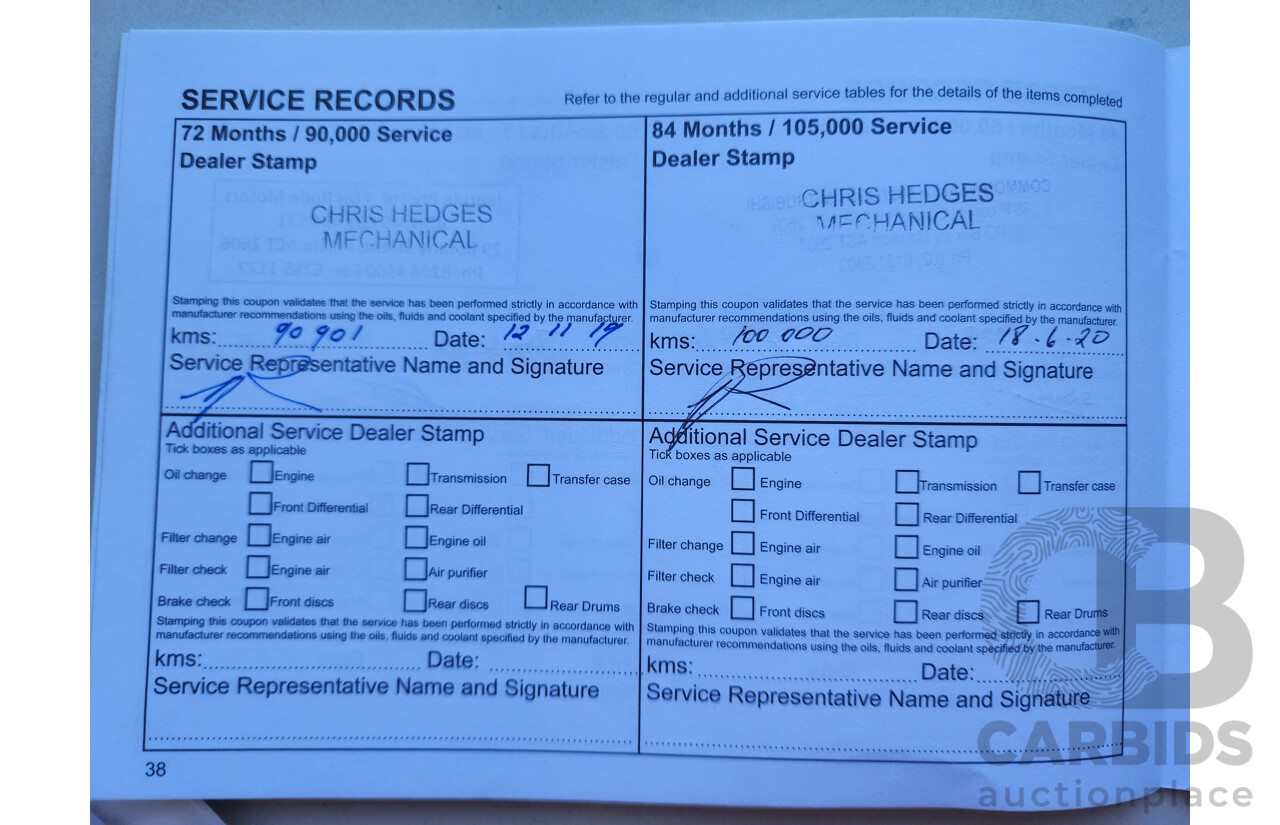 SERVICE RECORDS
Refer to the regular and additional service tables for the details of the items completed
72 Months / 90,000 Service
Dealer Stamp
CHRIS HEDGES
MECHANICAL
Stamping this coupon validates that the service has been performed strictly in accordance with
manufacturer recommendations using the oils, fluids and coolant specified by the manufacturer.
kms: 90 901 Date: 12 11 19
Service Representative Name and Signature
Additional Service Dealer Stamp
Tick boxes as applicable
Oil change Engine Transmission Transfer case
Front Differential Rear Differential
Filter change Engine air Engine oil
Filter check Engine air Air purifier
Brake check Front discs Rear discs Rear Drums
Stamping this coupon validates that the service has been performed strictly in accordance with
manufacturer recommendations using the oils, fluids and coolant specified by the manufacturer.
kms: Date:
Service Representative Name and Signature
84 Months / 105,000 Service
Dealer Stamp
CHRIS HEDGES
MECHANICAL
Stamping this coupon validates that the service has been performed strictly in accordance with
manufacturer recommendations using the oils, fluids and coolant specified by the manufacturer.
kms: 100 000 Date: 18.6.20
Service Representative Name and Signature
Additional Service Dealer Stamp
Tick boxes as applicable
Oil change Engine Transmission Transfer case
Front Differential Rear Differential
Filter change Engine air Engine oil
Filter check Engine air Air purifier
Brake check Front discs Rear discs Rear Drums
Stamping this coupon validates that the service has been performed strictly in accordance with
manufacturer recommendations using the oils, fluids and coolant specified by the manufacturer.
kms: Date:
Service Representative Name and Signature
38
CB
CARBIDS
auctionplace